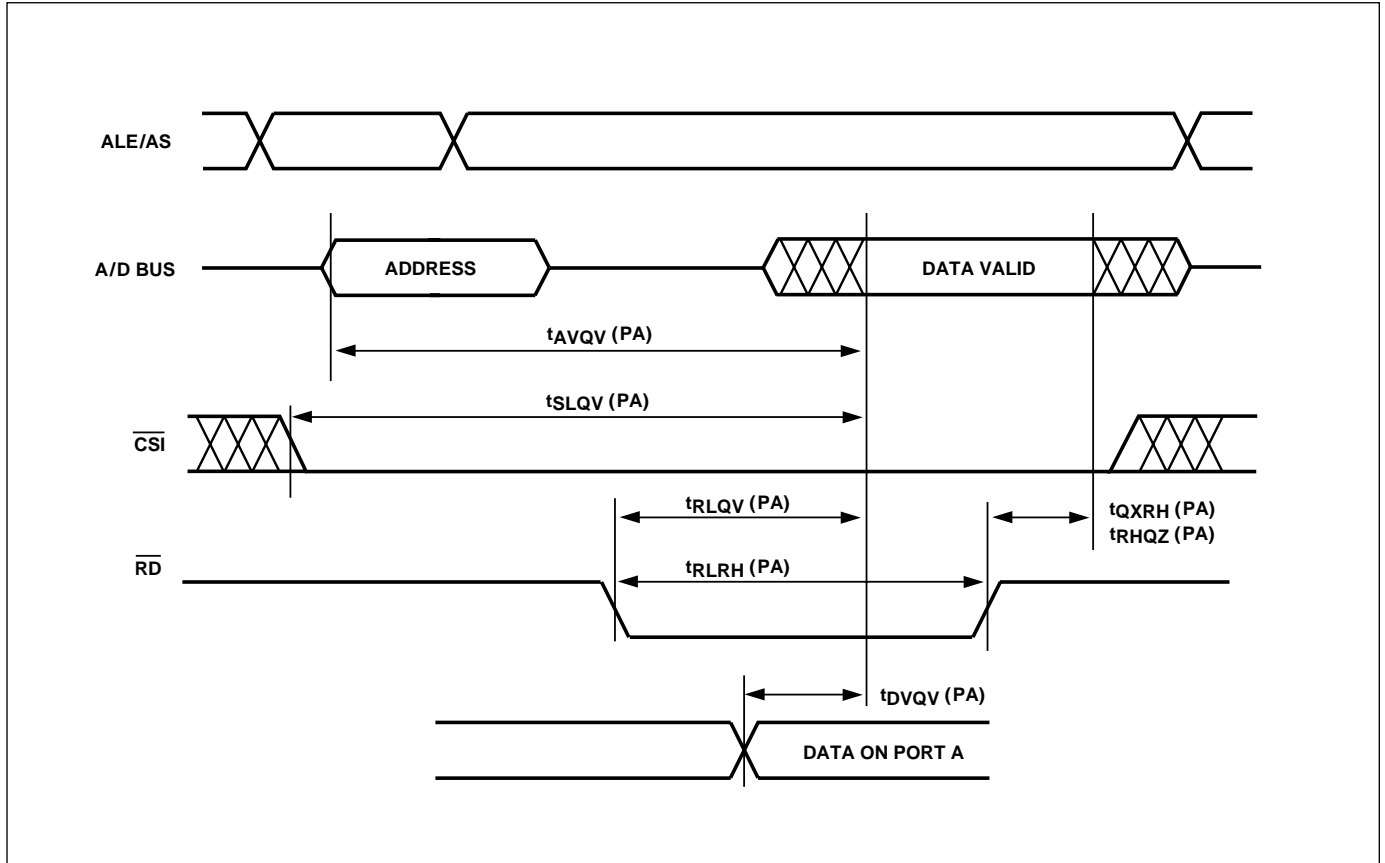 ALE/AS
A/D BUS
ADDRESS
DATA VALID
tAVQV (PA)
tSLQV (PA)
CSI
tRLQV (PA)
tQXRH (PA)
tRHQZ (PA)
RD
tRLRH (PA)
tDVQV (PA)
DATA ON PORT A